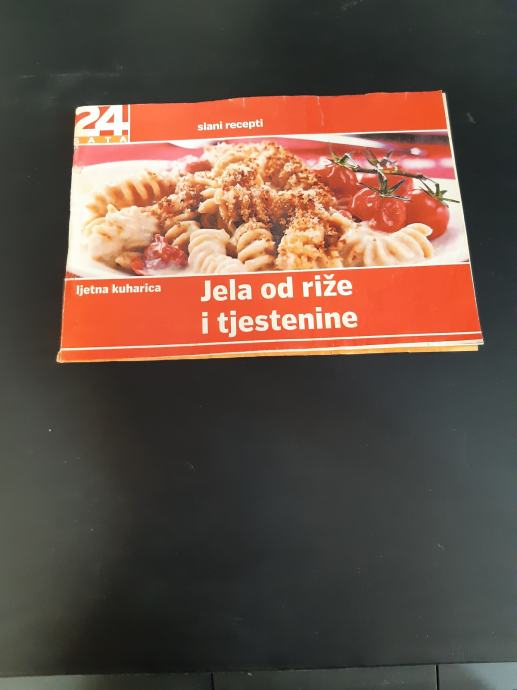 24
SATA
slani recepti
ljetna kuharica
Jela od riže
i tjestenine